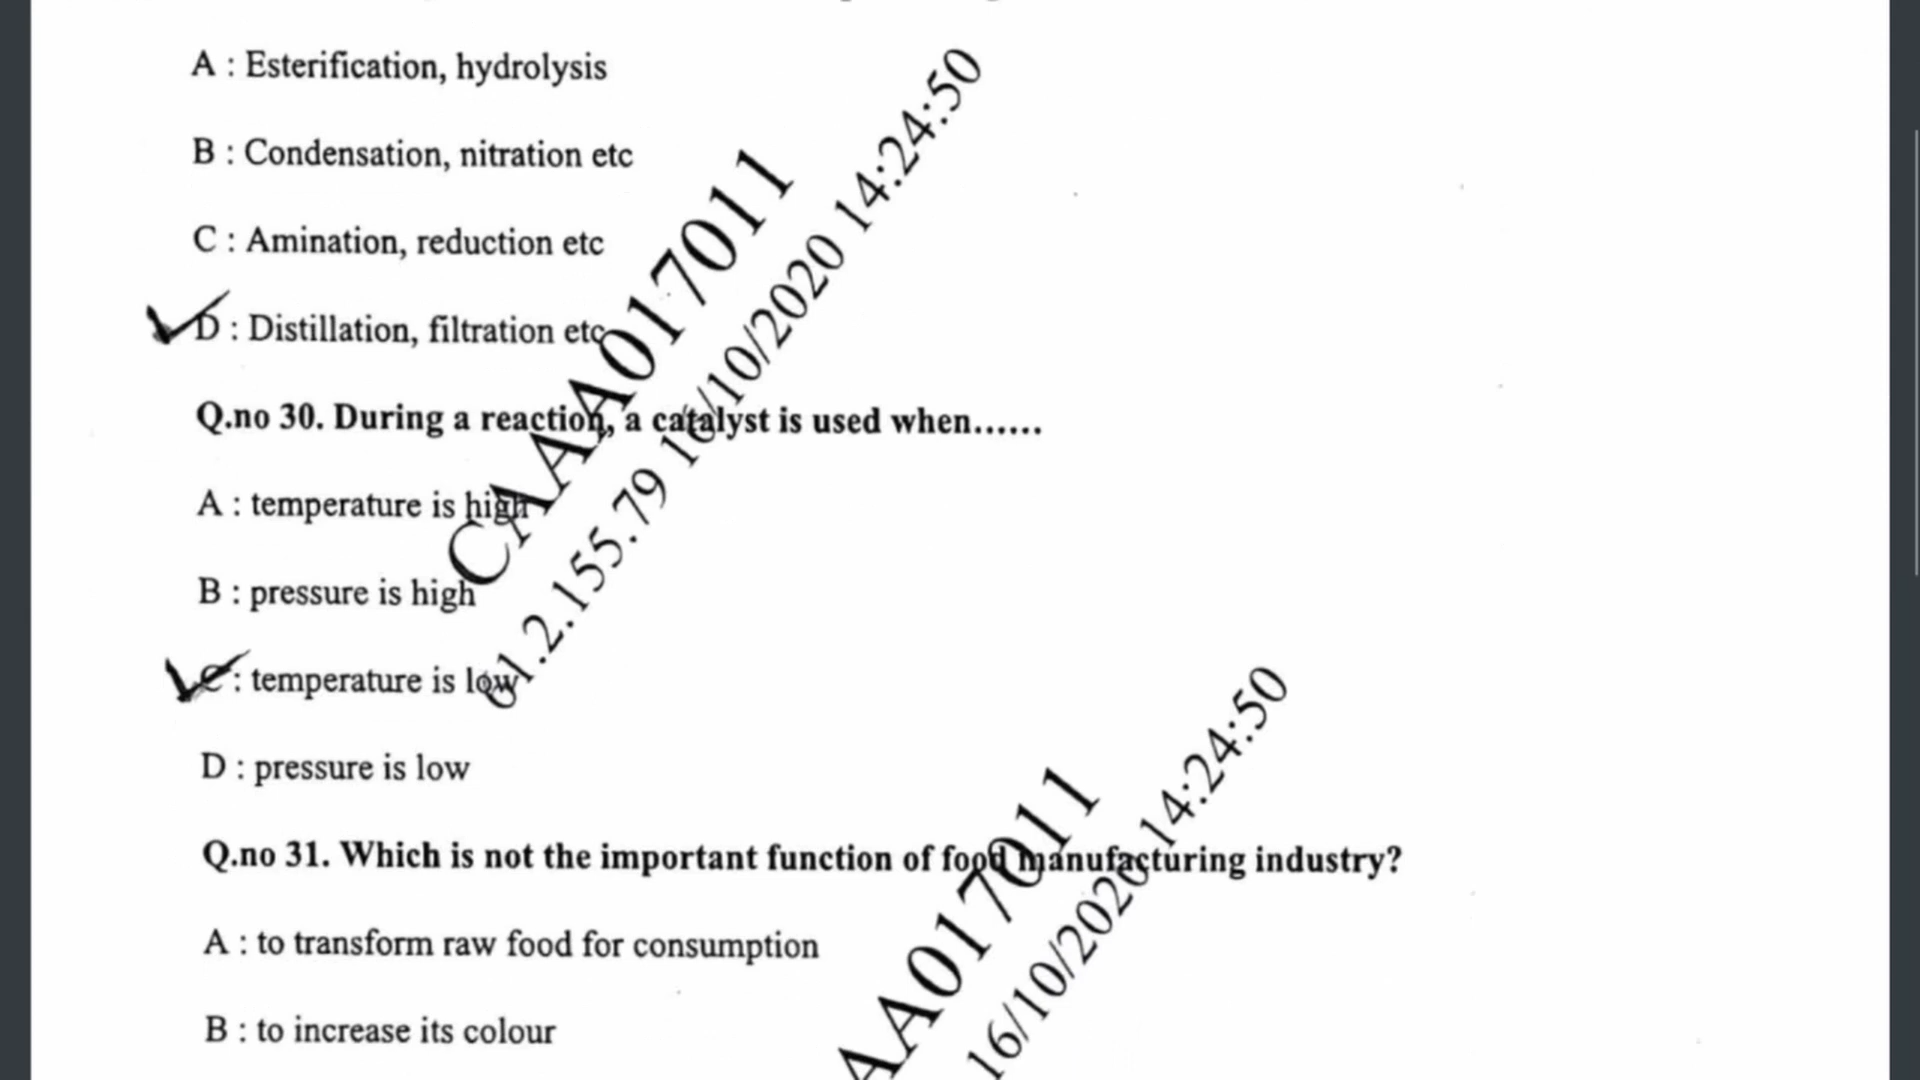 A : Esterification, hydrolysis
B : Condensation, nitration etc
C : Amination, reduction etc
D : Distillation, filtration etc
Q.no 30. During a reaction, a catalyst is used when......
A : temperature is high
B : pressure is high
C : temperature is low
D : pressure is low
Q.no 31. Which is not the important function of food manufacturing industry?
A : to transform raw food for consumption
B : to increase its colour
CAAA017011
61.2.155.79 16/10/2020 14:24:50
AA017011
16/10/2020 14:24:50